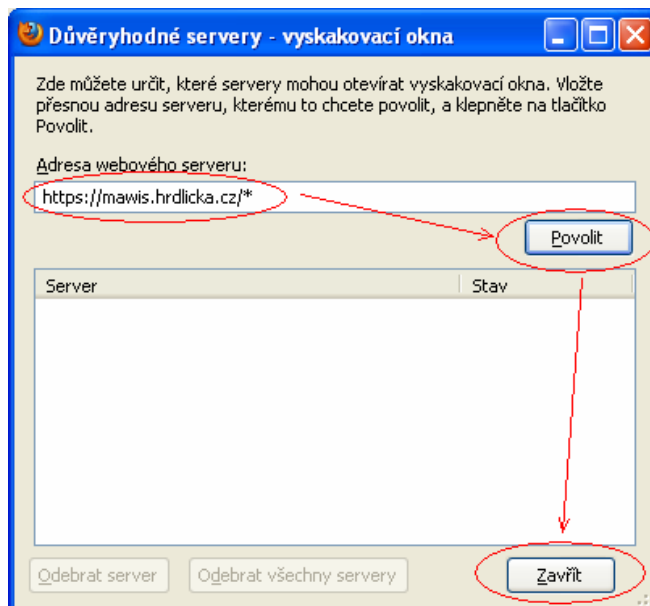 Důvěryhodné servery - vyskakovací okna
Zde můžete určit, které servery mohou otevírat vyskakovací okna. Vložte
přesnou adresu serveru, kterému to chcete povolit, a klepněte na tlačítko
Povolit.
Adresa webového serveru:
https://mawis.hrdlicka.cz/*
Povolit
Server Stav
Odebrat server Odebrat všechny servery Zavřít